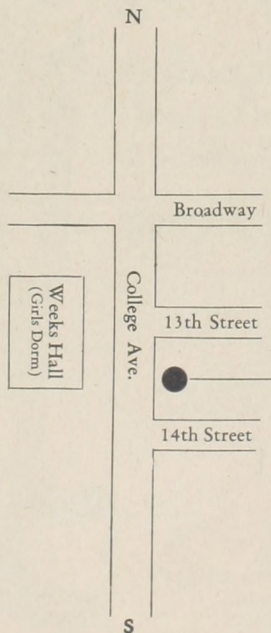 N
Broadway
College Ave.
13th Street
Weeks Hall
(Girls Dorm)
14th Street
S